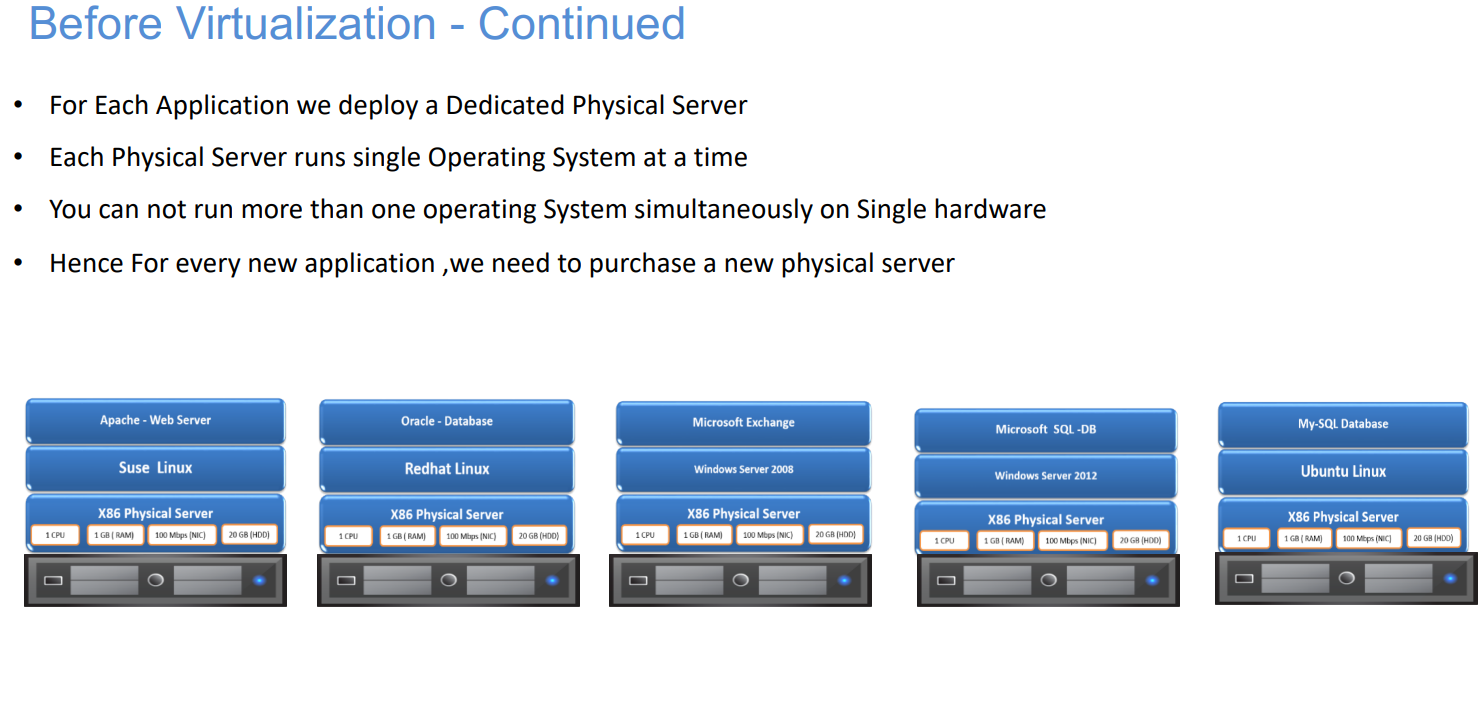 Before Virtualization - Continued
• For Each Application we deploy a Dedicated Physical Server
• Each Physical Server runs single Operating System at a time
• You can not run more than one operating System simultaneously on Single hardware
• Hence For every new application ,we need to purchase a new physical server
Apache - Web Server
Suse Linux
X86 Physical Server
1 CPU 1 GB ( RAM) 100 Mbps (NIC) 20 GB (HDD)
Oracle - Database
Redhat Linux
X86 Physical Server
1 CPU 1 GB ( RAM) 100 Mbps (NIC) 20 GB (HDD)
Microsoft Exchange
Windows Server 2008
X86 Physical Server
1 CPU 1 GB ( RAM) 100 Mbps (NIC) 20 GB (HDD)
Microsoft SQL -DB
Windows Server 2012
X86 Physical Server
1 CPU 1 GB ( RAM) 100 Mbps (NIC) 20 GB (HDD)
My-SQL Database
Ubuntu Linux
X86 Physical Server
1 CPU 1 GB ( RAM) 100 Mbps (NIC) 20 GB (HDD)